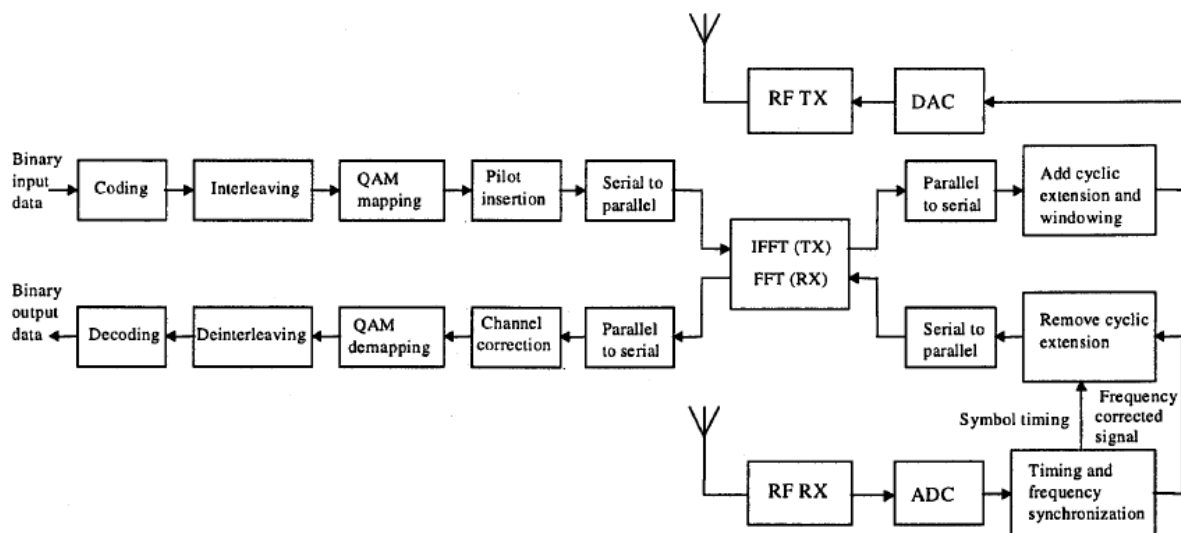 RF TX
DAC
Binary
input
data
Coding
Interleaving
QAM
mapping
Pilot
insertion
Serial to
parallel
IFFT (TX)
FFT (RX)
Parallel
to serial
Add cyclic
extension and
windowing
Binary
output
data
Decoding
Deinterleaving
QAM
demapping
Channel
correction
Parallel
to serial
Serial to
parallel
Remove cyclic
extension
Symbol timing
Frequency
corrected
signal
RF RX
ADC
Timing and
frequency
synchronization